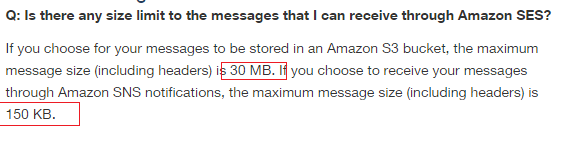 Q: Is there any size limit to the messages that I can receive through Amazon SES?
If you choose for your messages to be stored in an Amazon S3 bucket, the maximum
message size (including headers) is 30 MB. If you choose to receive your messages
through Amazon SNS notifications, the maximum message size (including headers) is
150 KB.